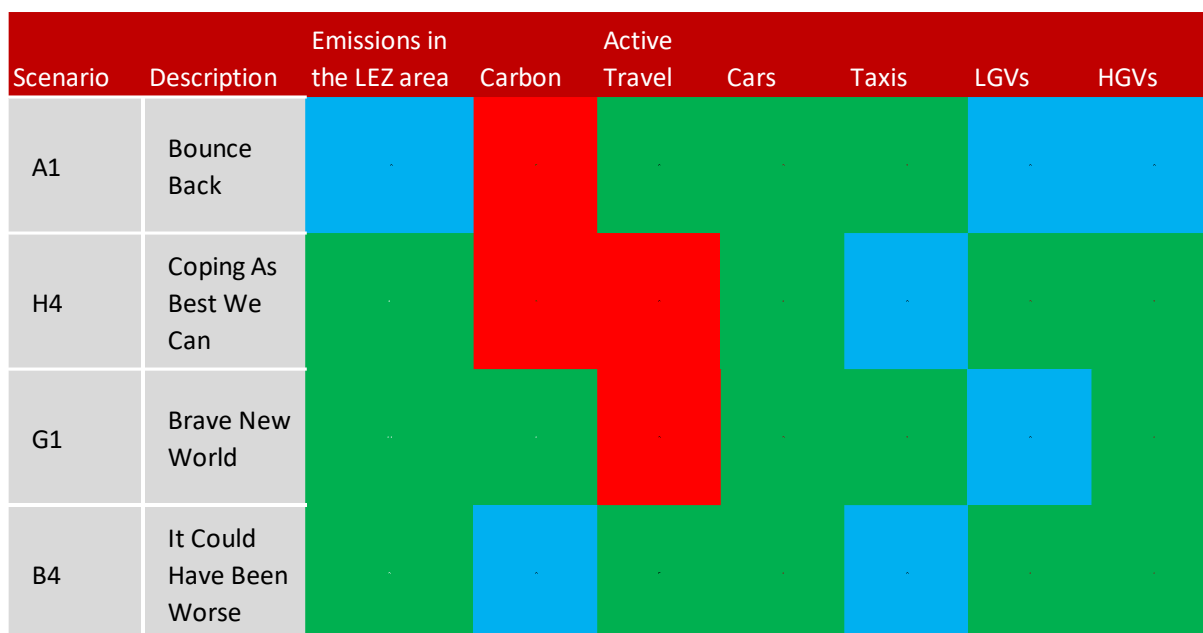 Scenario Description Emissions in the LEZ area Carbon Active Travel Cars Taxis LGVs HGVs
A1 Bounce Back
H4 Coping As Best We Can
G1 Brave New World
B4 It Could Have Been Worse